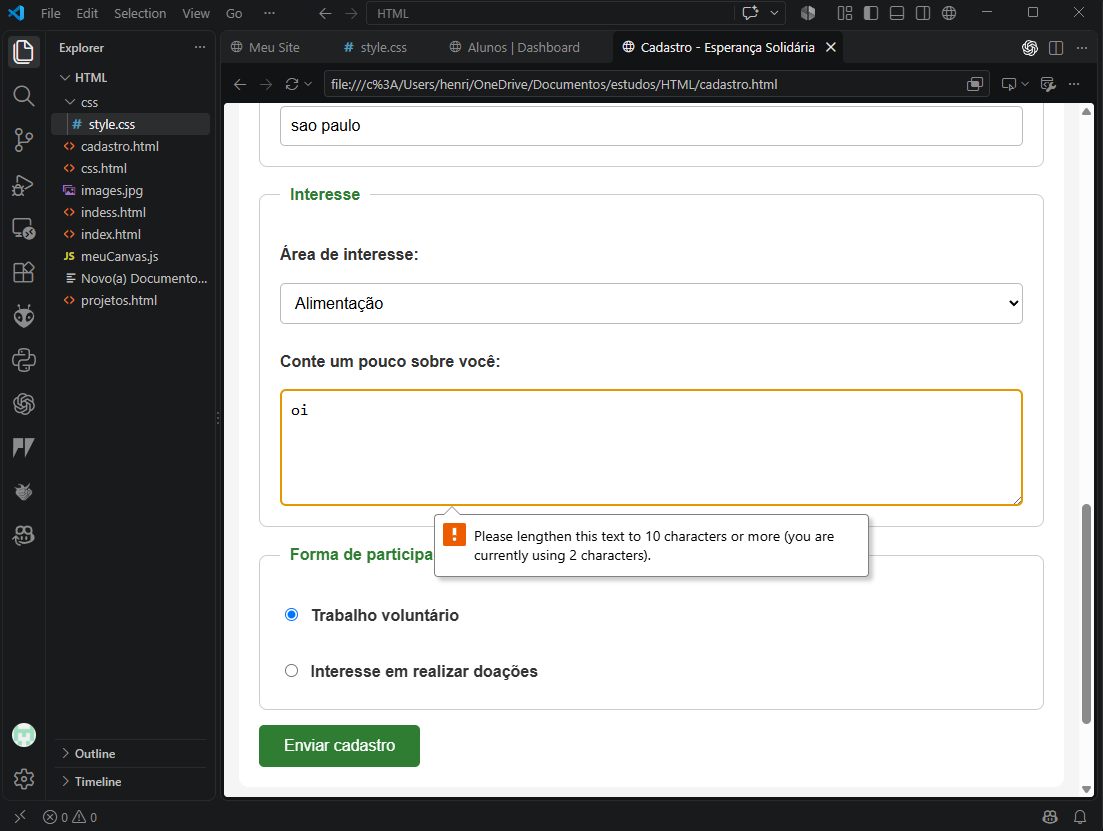 File Edit Selection View Go ··· HTML
Explorer ···
Meu Site
style.css
Alunos | Dashboard
Cadastro - Esperança Solidária
HTML
css
style.css
cadastro.html
css.html
images.jpg
indess.html
index.html
JS meuCanvas.js
Novo(a) Documento...
projetos.html
Outline
Timeline
file:///c%3A/Users/henri/OneDrive/Documentos/estudos/HTML/cadastro.html
sao paulo
Interesse
Área de interesse:
Alimentação
Conte um pouco sobre você:
oi
Please lengthen this text to 10 characters or more (you are
currently using 2 characters).
Forma de participa
Trabalho voluntário
Interesse em realizar doações
Enviar cadastro
0 0